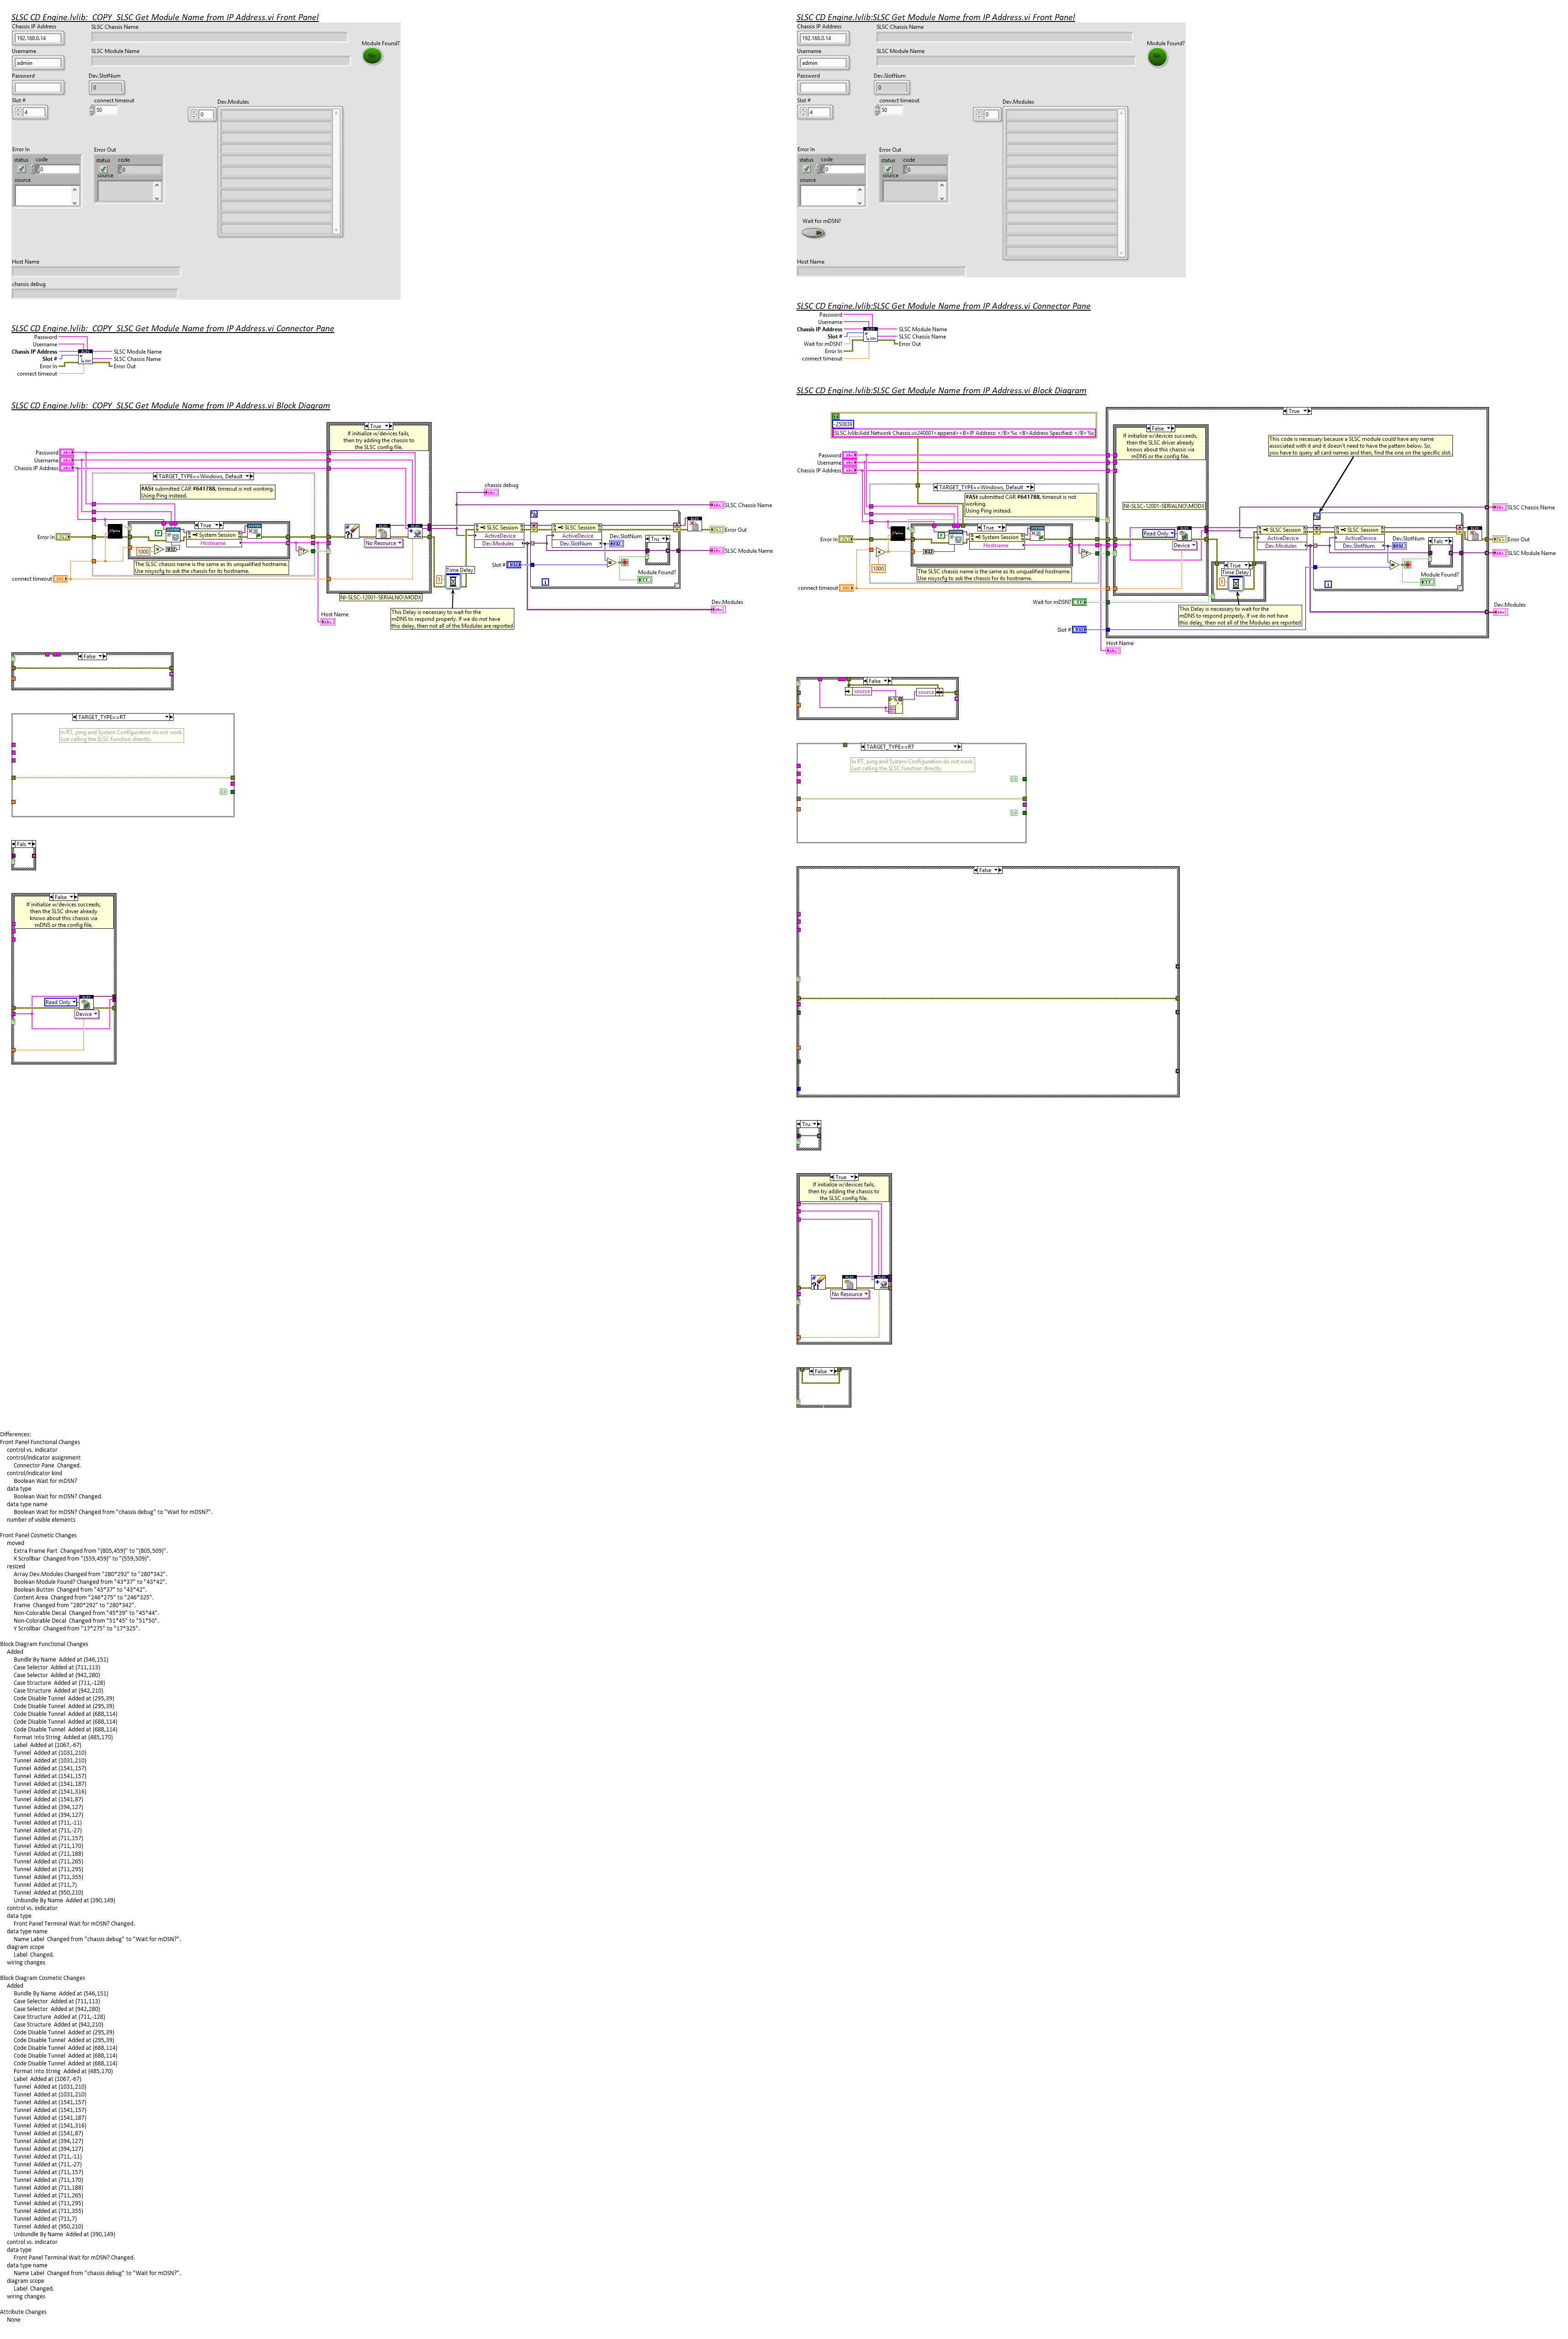 SLSC CD Engine.lvlib:_COPY_SLSC Get Module Name from IP Address.vi Front Panel
Chassis IP Address
SLSC Chassis Name
192.168.0.14
Module Found?
Username
SLSC Module Name
No
admin
Password
Dev.SlotNum
0
Slot #
connect timeout
Dev.Modules
4
50
0
Error In
Error Out
status code
status code
0
0
source
source
Host Name
chassis debug
SLSC CD Engine.lvlib:_COPY_SLSC Get Module Name from IP Address.vi Connector Pane
Password
Username
Chassis IP Address
SLSC Module Name
Slot #
SLSC Chassis Name
Error In
Error Out
connect timeout
SLSC CD Engine.lvlib:_COPY_SLSC Get Module Name from IP Address.vi Block Diagram
True
If initialize w/devices fails,
then try adding the chassis to
the SLSC config file.
Password
Username
Chassis IP Address
TARGET_TYPE==Windows, Default
#ASt submitted CAR #641788, timeout is not working.
Using Ping instead.
chassis debug
SLSC Chassis Name
True
System Session
Hostname
Error In
1000
No Resource
SLSC Session
ActiveDevice
Dev.Modules
SLSC Session
ActiveDevice
Dev.SlotNum
Dev.SlotNum
Tru
Error Out
SLSC Module Name
The SLSC chassis name is the same as its unqualified hostname.
Use nisyscfg to ask the chassis for its hostname.
Slot #
Time Delay
Module Found?
connect timeout
NI-SLSC-12001-SERIALNO\MODX
Host Name
This Delay is necessary to wait for the
mDNS to respond properly. If we do not have
this delay, then not all of the Modules are reported
Dev.Modules
False
TARGET_TYPE==RT
In RT, ping and System Configuration do not work.
Just calling the SLSC function directly.
Fals
False
If initialize w/devices succeeds,
then the SLSC driver already
knows about this chassis via
mDNS or the config file.
Read Only
Device
SLSC CD Engine.lvlib:SLSC Get Module Name from IP Address.vi Front Panel
Chassis IP Address
SLSC Chassis Name
192.168.0.14
Module Found?
Username
SLSC Module Name
No
admin
Password
Dev.SlotNum
0
Slot #
connect timeout
Dev.Modules
4
50
0
Error In
Error Out
status code
status code
0
0
source
source
Wait for mDSN?
Host Name
SLSC CD Engine.lvlib:SLSC Get Module Name from IP Address.vi Connector Pane
Password
Username
Chassis IP Address
SLSC Module Name
Slot #
SLSC Chassis Name
Wait for mDSN?
Error Out
Error In
connect timeout
SLSC CD Engine.lvlib:SLSC Get Module Name from IP Address.vi Block Diagram
True
-250839
SLSC.lvlib:Add Network Chassis.vi:240001<append><B>IP Address: </B>%s <B>Address Specified: </B>%s
False
If initialize w/devices succeeds,
then the SLSC driver already
knows about this chassis via
mDNS or the config file.
This code is necessary because a SLSC module could have any name
associated with it and it doesn't need to have the pattern below. So,
you have to query all card names and then, find the one on the specific slot.
Password
Username
Chassis IP Address
TARGET_TYPE==Windows, Default
#ASt submitted CAR #641788, timeout is not
working.
Using Ping instead.
NI-SLSC-12001-SERIALNO\MODX
SLSC Chassis Name
True
System Session
Hostname
Error In
1000
Read Only
Device
SLSC Session
ActiveDevice
Dev.Modules
SLSC Session
ActiveDevice
Dev.SlotNum
Dev.SlotNum
Fals
Error Out
SLSC Module Name
The SLSC chassis name is the same as its unqualified hostname.
Use nisyscfg to ask the chassis for its hostname.
True
Time Delay
Module Found?
connect timeout
Wait for mDSN?
This Delay is necessary to wait for the
mDNS to respond properly. If we do not have
this delay, then not all of the Modules are reported
Dev.Modules
Slot #
Host Name
False
source
source
TARGET_TYPE==RT
In RT, ping and System Configuration do not work.
Just calling the SLSC function directly.
False
Tru
True
If initialize w/devices fails,
then try adding the chassis to
the SLSC config file.
No Resource
False
Differences:
Front Panel Functional Changes
control vs. indicator
control/indicator assignment
Connector Pane Changed.
control/indicator kind
Boolean Wait for mDSN?
data type
Boolean Wait for mDSN? Changed.
data type name
Boolean Wait for mDSN? Changed from "chassis debug" to "Wait for mDSN?".
number of visible elements
Front Panel Cosmetic Changes
moved
Extra Frame Part Changed from "(805,459)" to "(805,509)".
X Scrollbar Changed from "(559,459)" to "(559,509)".
resized
Array Dev.Modules Changed from "280*292" to "280*342".
Boolean Module Found? Changed from "43*37" to "43*42".
Boolean Button Changed from "43*37" to "43*42".
Content Area Changed from "246*275" to "246*325".
Frame Changed from "280*292" to "280*342".
Non-Colorable Decal Changed from "45*39" to "45*44".
Non-Colorable Decal Changed from "51*45" to "51*50".
Y Scrollbar Changed from "17*275" to "17*325".
Block Diagram Functional Changes
Added
Bundle By Name Added at (546,151)
Case Selector Added at (711,113)
Case Selector Added at (942,280)
Case Structure Added at (711,-128)
Case Structure Added at (942,210)
Code Disable Tunnel Added at (295,39)
Code Disable Tunnel Added at (295,39)
Code Disable Tunnel Added at (688,114)
Code Disable Tunnel Added at (688,114)
Code Disable Tunnel Added at (688,114)
Format Into String Added at (485,170)
Label Added at (1067,-67)
Tunnel Added at (1031,210)
Tunnel Added at (1031,210)
Tunnel Added at (1541,157)
Tunnel Added at (1541,157)
Tunnel Added at (1541,187)
Tunnel Added at (1541,316)
Tunnel Added at (1541,87)
Tunnel Added at (394,127)
Tunnel Added at (394,127)
Tunnel Added at (711,-11)
Tunnel Added at (711,-27)
Tunnel Added at (711,157)
Tunnel Added at (711,170)
Tunnel Added at (711,188)
Tunnel Added at (711,265)
Tunnel Added at (711,295)
Tunnel Added at (711,355)
Tunnel Added at (711,7)
Tunnel Added at (950,210)
Unbundle By Name Added at (390,149)
control vs. indicator
data type
Front Panel Terminal Wait for mDSN? Changed.
data type name
Name Label Changed from "chassis debug" to "Wait for mDSN?".
diagram scope
Label Changed.
wiring changes
Block Diagram Cosmetic Changes
Added
Bundle By Name Added at (546,151)
Case Selector Added at (711,113)
Case Selector Added at (942,280)
Case Structure Added at (711,-128)
Case Structure Added at (942,210)
Code Disable Tunnel Added at (295,39)
Code Disable Tunnel Added at (295,39)
Code Disable Tunnel Added at (688,114)
Code Disable Tunnel Added at (688,114)
Code Disable Tunnel Added at (688,114)
Format Into String Added at (485,170)
Label Added at (1067,-67)
Tunnel Added at (1031,210)
Tunnel Added at (1031,210)
Tunnel Added at (1541,157)
Tunnel Added at (1541,157)
Tunnel Added at (1541,187)
Tunnel Added at (1541,316)
Tunnel Added at (1541,87)
Tunnel Added at (394,127)
Tunnel Added at (394,127)
Tunnel Added at (711,-11)
Tunnel Added at (711,-27)
Tunnel Added at (711,157)
Tunnel Added at (711,170)
Tunnel Added at (711,188)
Tunnel Added at (711,265)
Tunnel Added at (711,295)
Tunnel Added at (711,355)
Tunnel Added at (711,7)
Tunnel Added at (950,210)
Unbundle By Name Added at (390,149)
control vs. indicator
data type
Front Panel Terminal Wait for mDSN? Changed.
data type name
Name Label Changed from "chassis debug" to "Wait for mDSN?".
diagram scope
Label Changed.
wiring changes
Attribute Changes
None